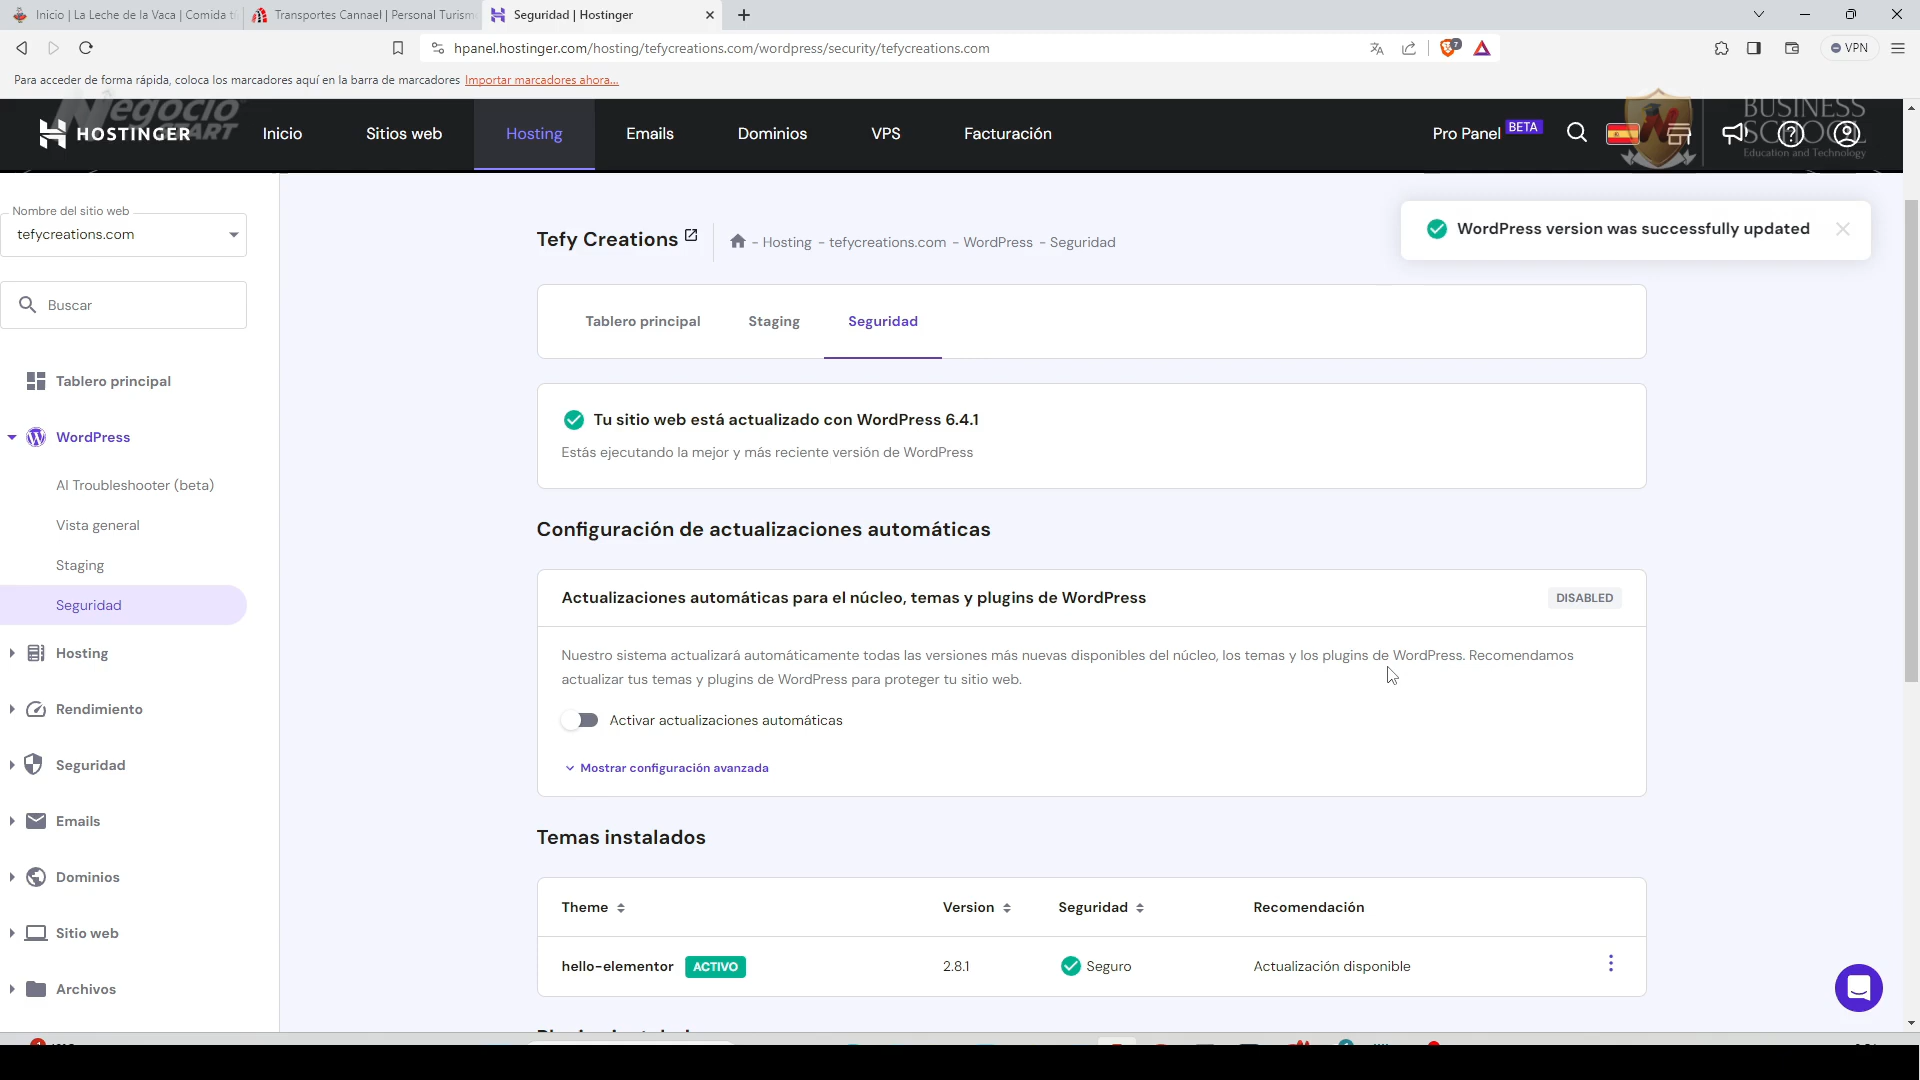 Inicio | La Leche de la Vaca | Comida tí
Transportes Cannael | Personal Turism
Seguridad | Hostinger
hpanel.hostinger.com/hosting/tefycreations.com/wordpress/security/tefycreations.com
VPN
Para acceder de forma rápida, coloca los marcadores aquí en la barra de marcadores Importar marcadores ahora...
Negocio
HOSTINGER
Inicio
Sitios web
Hosting
Emails
Dominios
VPS
Facturación
Pro Panel BETA
BUSINESS
SCHOOL
Education and Technology
Nombre del sitio web
tefycreations.com
Buscar
Tablero principal
WordPress
AI Troubleshooter (beta)
Vista general
Staging
Seguridad
Hosting
Rendimiento
Seguridad
Emails
Dominios
Sitio web
Archivos
Tefy Creations
- Hosting - tefycreations.com - WordPress - Seguridad
WordPress version was successfully updated
Tablero principal
Staging
Seguridad
Tu sitio web está actualizado con WordPress 6.4.1
Estás ejecutando la mejor y más reciente versión de WordPress
Configuración de actualizaciones automáticas
Actualizaciones automáticas para el núcleo, temas y plugins de WordPress
DISABLED
Nuestro sistema actualizará automáticamente todas las versiones más nuevas disponibles del núcleo, los temas y los plugins de WordPress. Recomendamos
actualizar tus temas y plugins de WordPress para proteger tu sitio web.
Activar actualizaciones automáticas
Mostrar configuración avanzada
Temas instalados
Theme
Version
Seguridad
Recomendación
hello-elementor
ACTIVO
2.8.1
Seguro
Actualización disponible